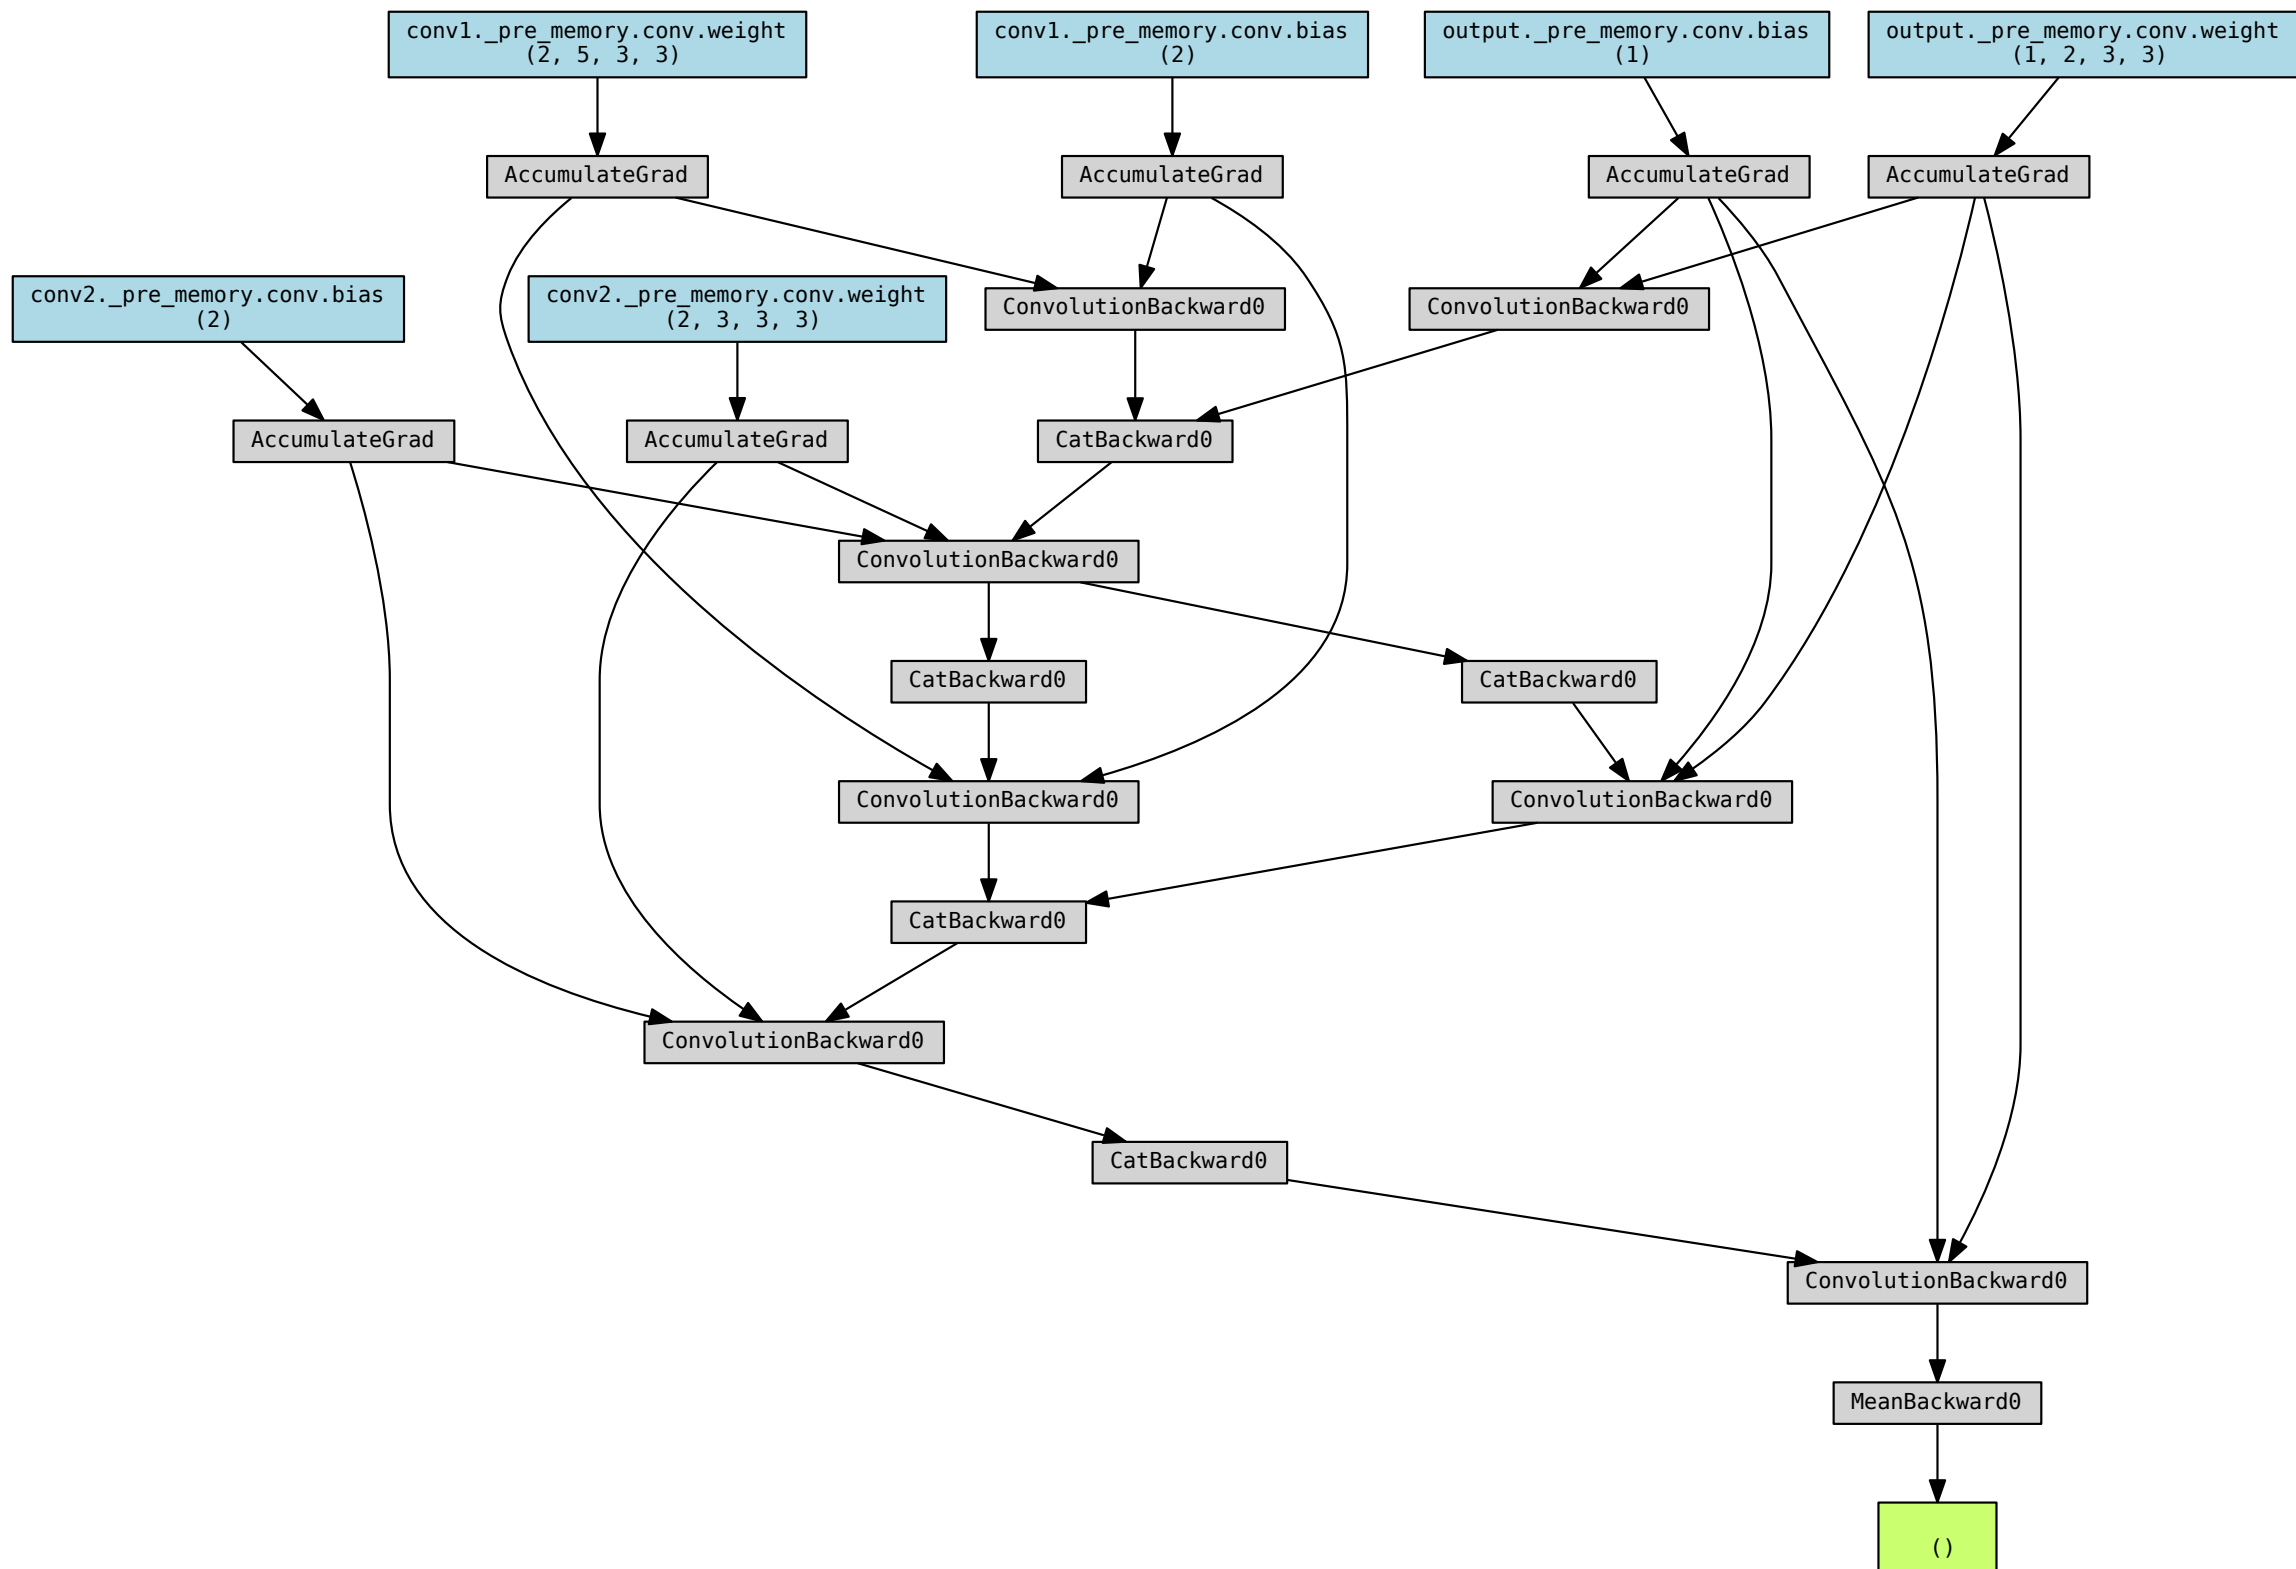 conv1._pre_memory.conv.weight
(2, 5, 3, 3)
conv1._pre_memory.conv.bias
(2)
output._pre_memory.conv.bias
(1)
output._pre_memory.conv.weight
(1, 2, 3, 3)
AccumulateGrad
AccumulateGrad
AccumulateGrad
AccumulateGrad
conv2._pre_memory.conv.bias
(2)
conv2._pre_memory.conv.weight
(2, 3, 3, 3)
ConvolutionBackward0
ConvolutionBackward0
AccumulateGrad
AccumulateGrad
CatBackward0
ConvolutionBackward0
CatBackward0
CatBackward0
ConvolutionBackward0
ConvolutionBackward0
CatBackward0
ConvolutionBackward0
CatBackward0
ConvolutionBackward0
MeanBackward0
()